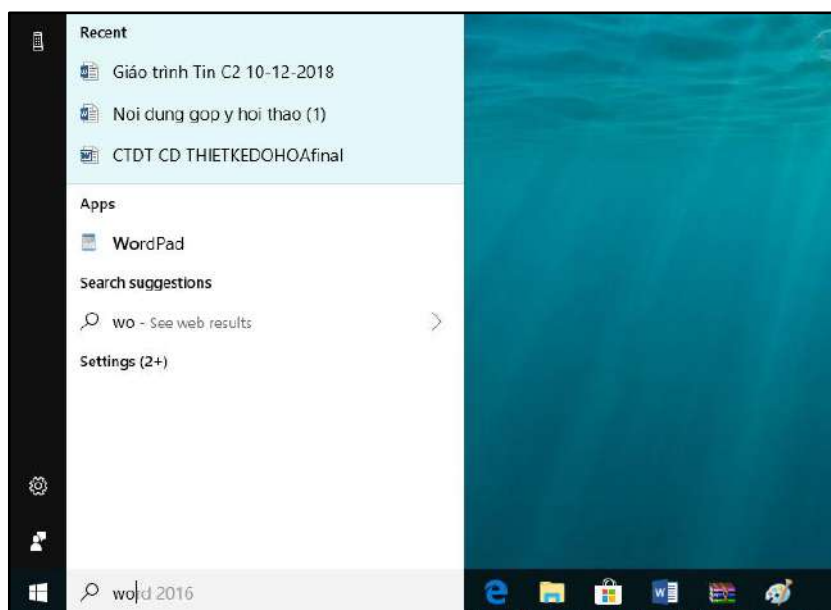 Recent
Giáo trình Tin C2 10-12-2018
Noi dung gop y hoi thao (1)
CTDT CD THIETKEDOHOAfinal
Apps
WordPad
Search suggestions
wo - See web results
Settings (2+)
word 2016